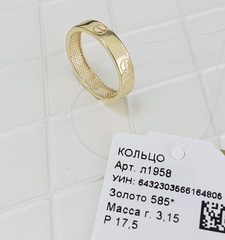 КОЛЬЦО
Арт. л1958
УИН: 6432303566164805
Золото 585*
Масса г. 3,15
Р 17,5